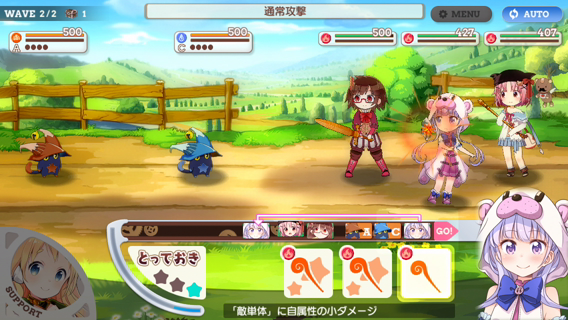 WAVE 2/2 1
通常攻撃
MENU
AUTO
500
A
500
C
500
427
407
A C GO!
とっておき
SUPPORT
「敵単体」に自属性の小ダメージ